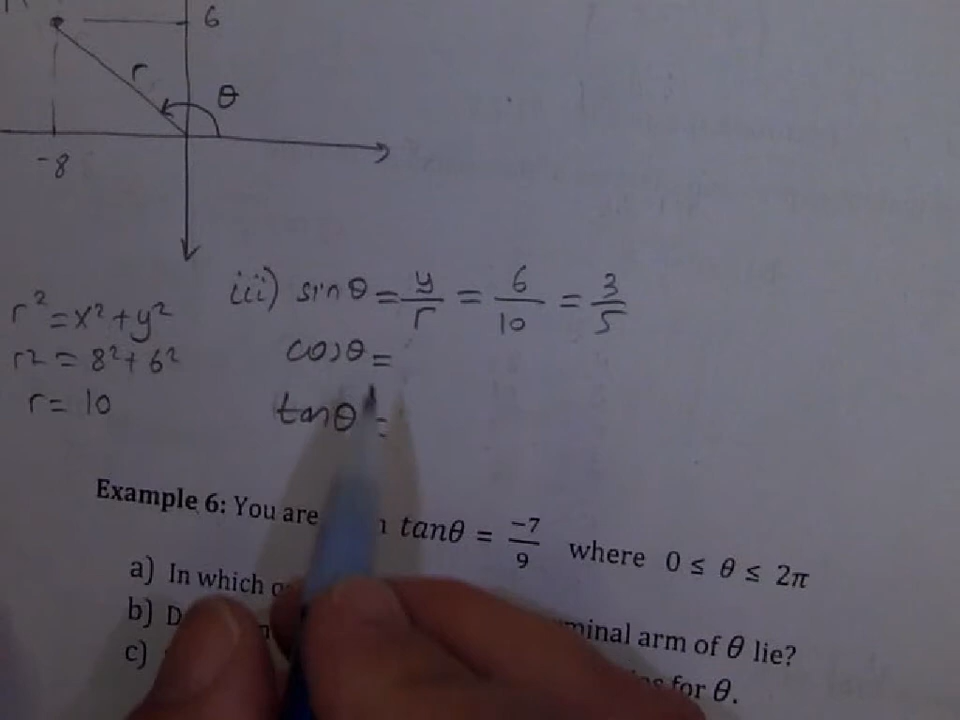 6
r
θ
-8
r² = x² + y²
r2 = 8² + 6²
r = 10
iii) sinθ = y/r = 6/10 = 3/5
cosθ =
tanθ =
Example 6: You are tanθ = -7/9 where 0 ≤ θ ≤ 2π
a) In which minal arm of θ lie?
b) D
c) for θ.